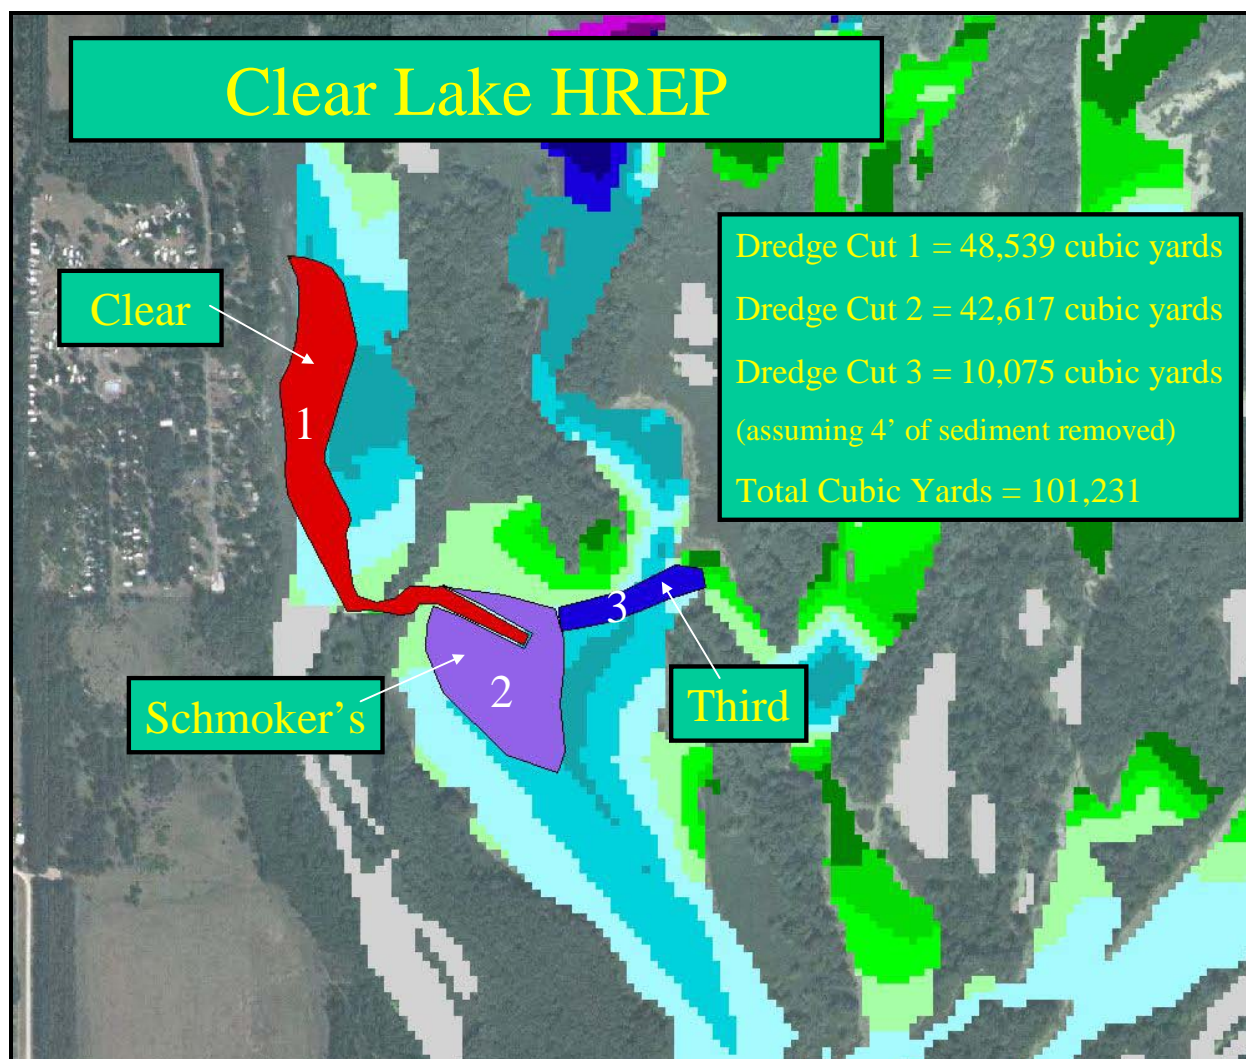 Clear Lake HREP
Dredge Cut 1 = 48,539 cubic yards
Dredge Cut 2 = 42,617 cubic yards
Dredge Cut 3 = 10,075 cubic yards
(assuming 4’ of sediment removed)
Total Cubic Yards = 101,231
Clear
1
3
2
Schmoker’s
Third